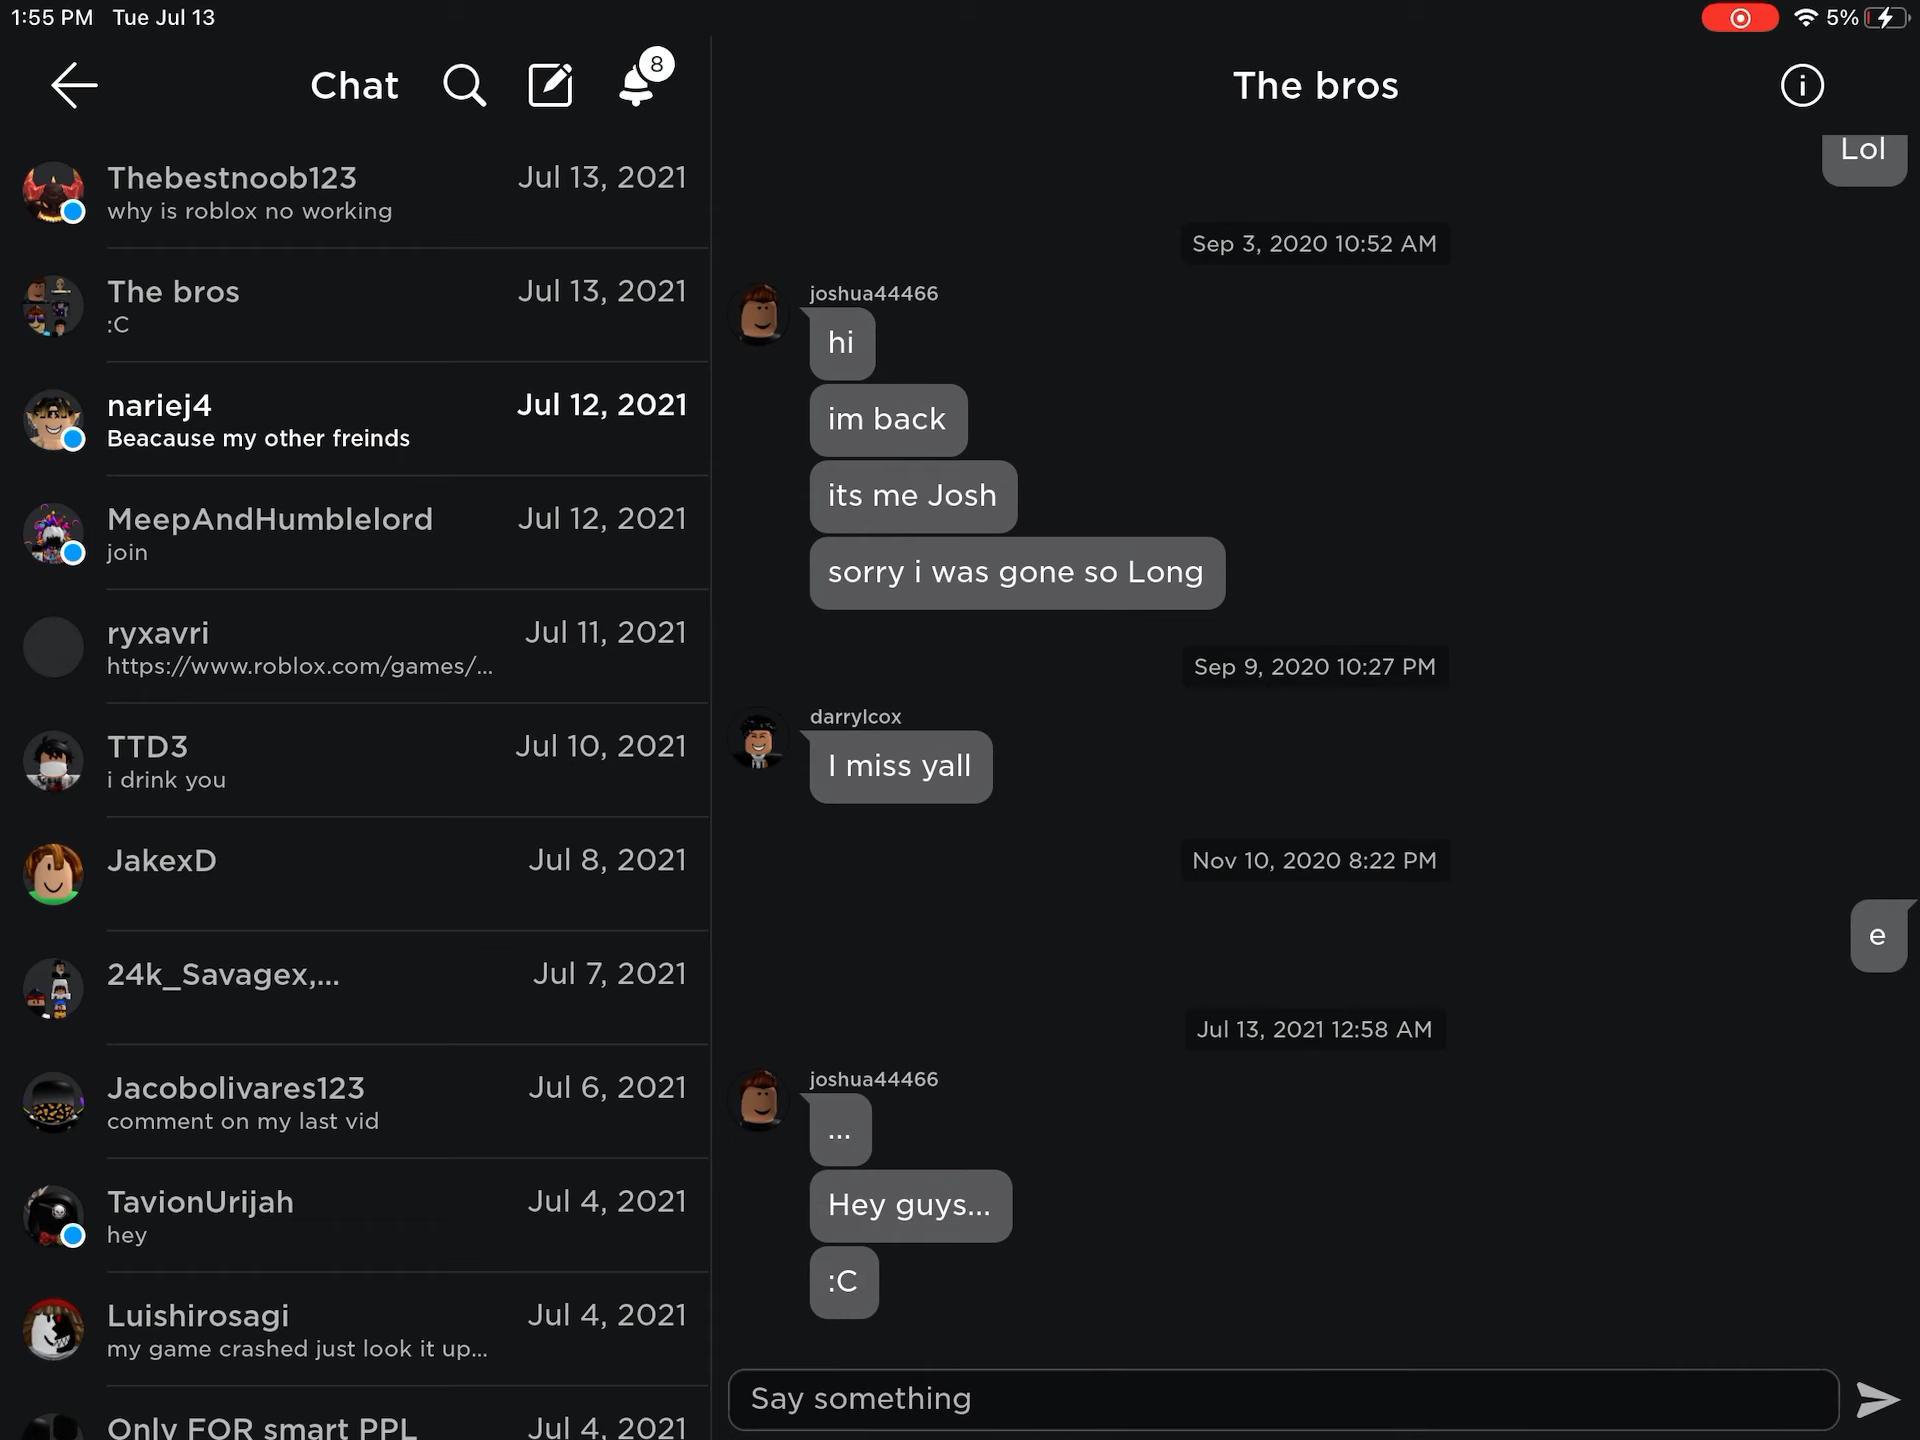 1:55 PM Tue Jul 13
5%
Chat
8
Thebestnoob123 Jul 13, 2021
why is roblox no working
The bros Jul 13, 2021
:C
nariej4 Jul 12, 2021
Beacause my other freinds
MeepAndHumblelord Jul 12, 2021
join
ryxavri Jul 11, 2021
https://www.roblox.com/games/...
TTD3 Jul 10, 2021
i drink you
JakexD Jul 8, 2021
24k_Savagex,... Jul 7, 2021
Jacobolivares123 Jul 6, 2021
comment on my last vid
TavionUrijah Jul 4, 2021
hey
Luishirosagi Jul 4, 2021
my game crashed just look it up...
Only FOR smart PPL Jul 4, 2021
The bros
Lol
Sep 3, 2020 10:52 AM
joshua44466
hi
im back
its me Josh
sorry i was gone so Long
Sep 9, 2020 10:27 PM
darrylcox
I miss yall
Nov 10, 2020 8:22 PM
e
Jul 13, 2021 12:58 AM
joshua44466
...
Hey guys...
:C
Say something